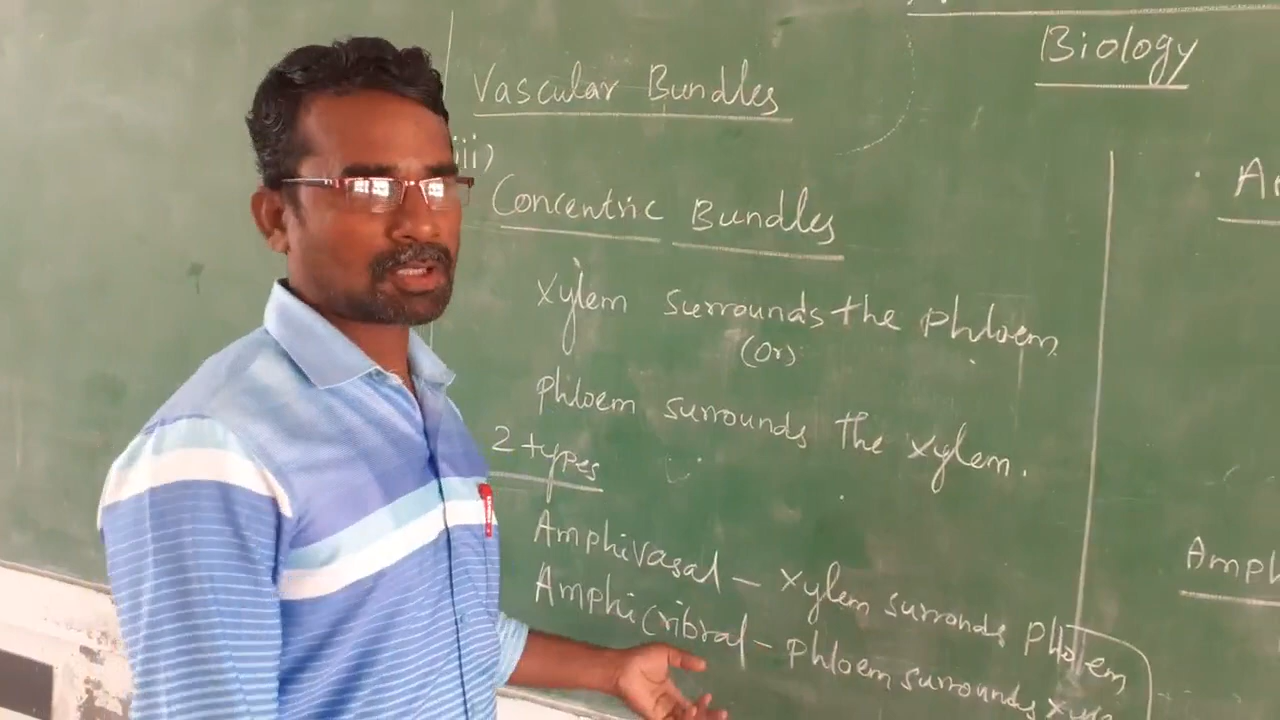 Biology
Vascular Bundles
iii)
Concentric Bundles
xylem surrounds the phloem
(or)
phloem surrounds the xylem.
2 types
Amphivasal - xylem surronds phloem
Amphicribral - phloem surrounds